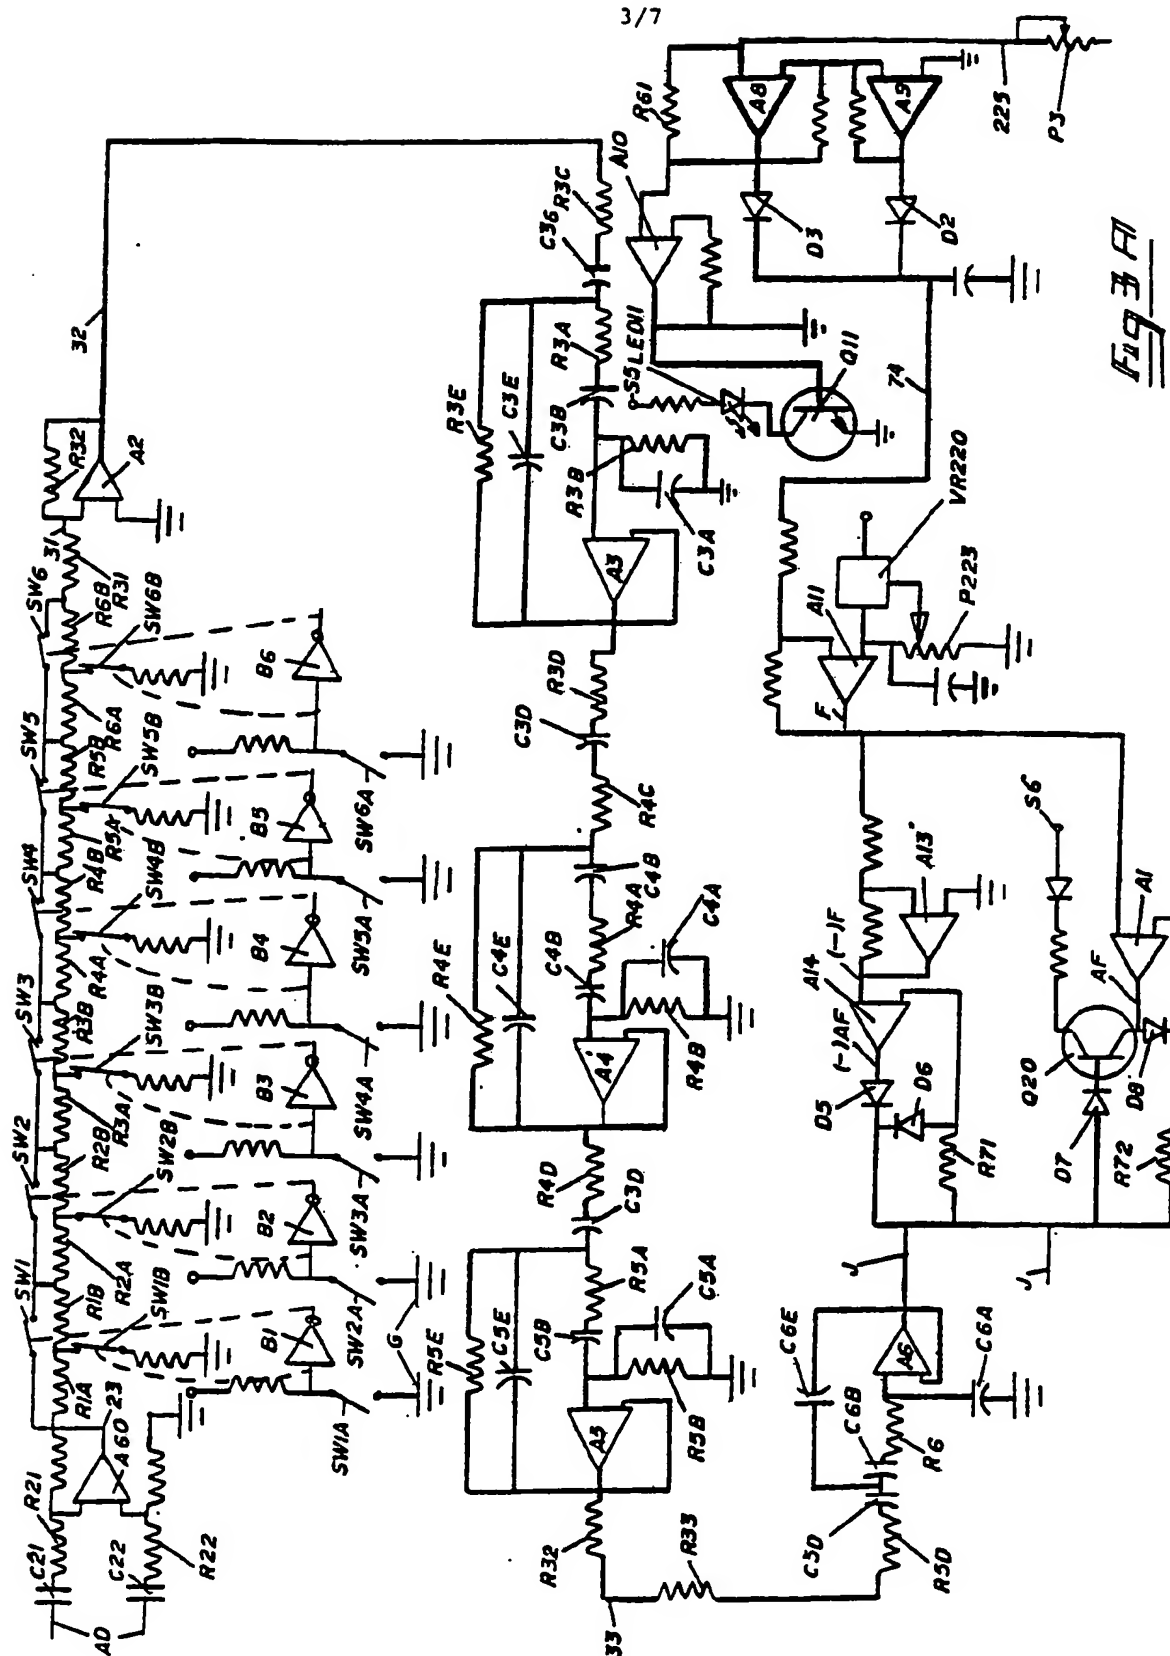 3/7
AD
C21
R21
C22
R22
A60
23
R1A
SW1
R1B
SW1B
R2A
SW2
R2B
SW2B
R3A1
SW3
R3B
SW3B
R4A
SW4
R4B
SW4B
R5A
SW5
R5B
SW5B
R6A
SW6
R6B
SW6B
R31
31
R32
A2
32
B1
B2
B3
B4
B5
B6
SW1A
SW2A
SW3A
SW4A
SW5A
SW6A
G
R3C
C36
R3E
C3E
R3A
C3B
R3B
C3A
A3
R3D
C3D
R4C
R4E
C4E
C4B
R4A
C4B
C4A
A4
R4B
R4D
C3D
R5E
C5E
R5A
C5B
C5A
A5
R5B
R32
33
R33
R5D
C5D
C6B
C6E
R6
A6
C6A
J
J
R61
A8
A9
A10
225
P3
D3
D2
S5
LED11
Q11
74
VR220
A11
P223
F
A13
(-)F
A14
(-)AF
D5
D6
R71
S6
A1
AF
Q20
D8
D7
R72
Fig 3 A1